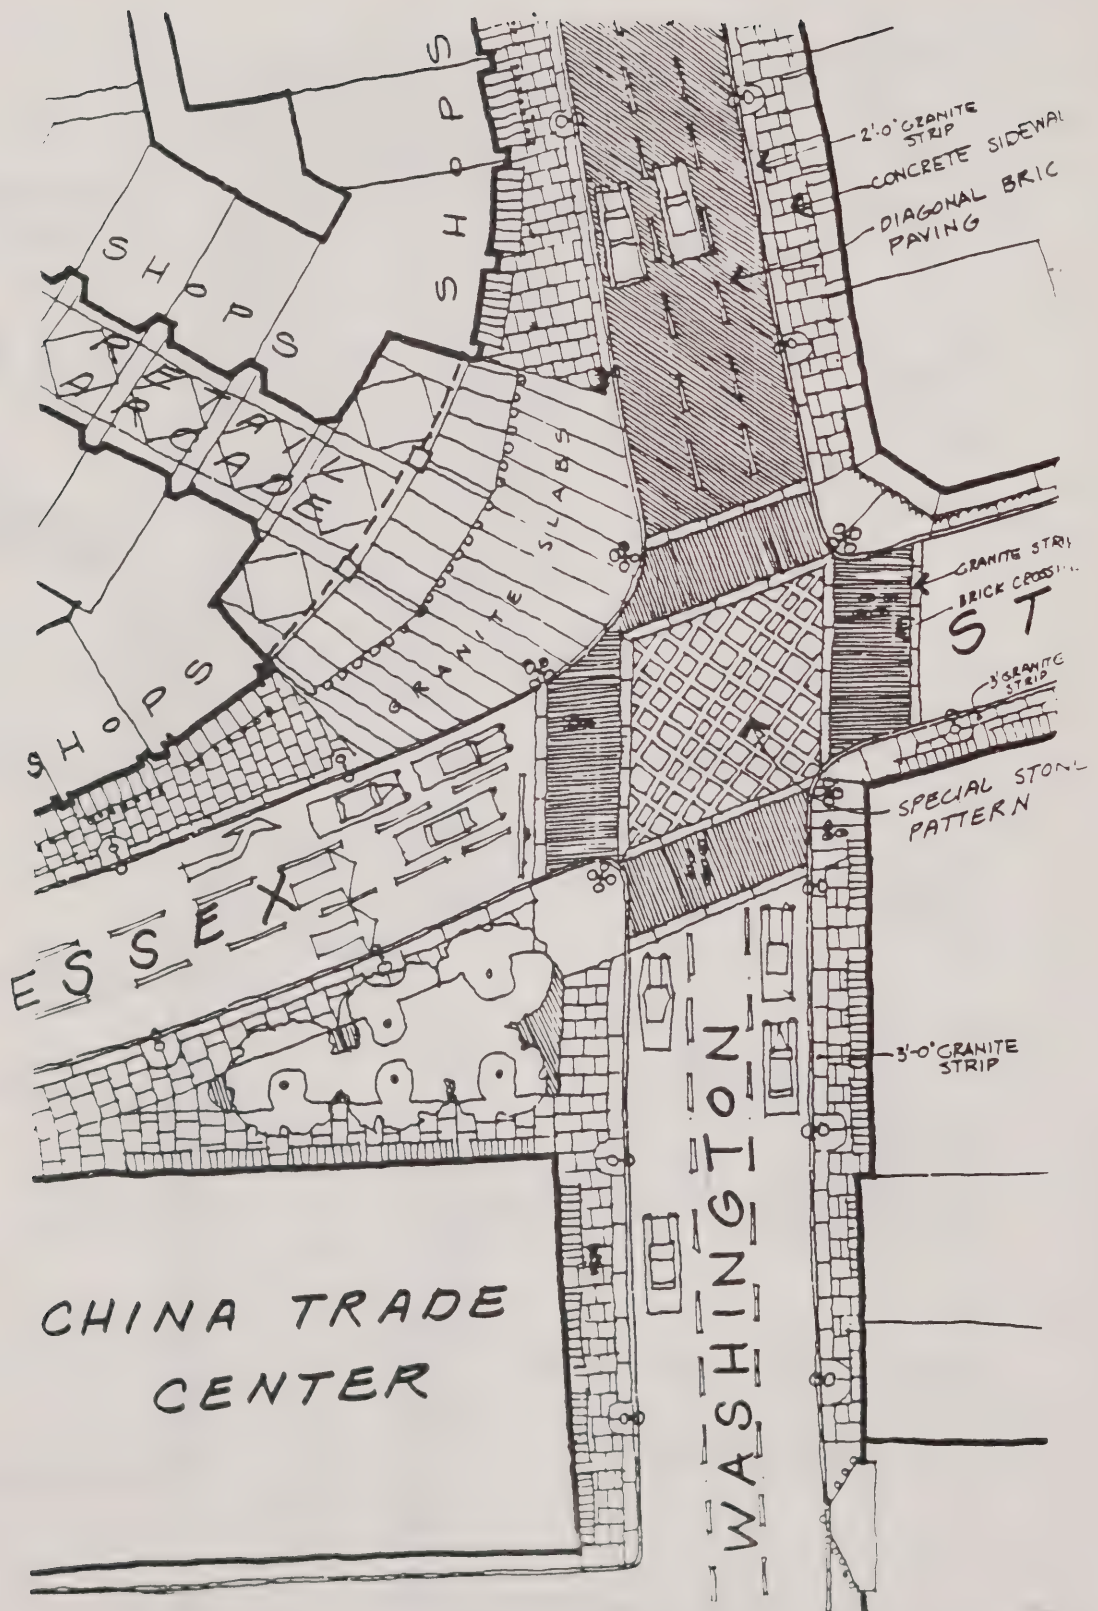 SHOPS
2'-0" GRANITE
STRIP
CONCRETE SIDEWAL
DIAGONAL BRIC
PAVING
SHOPS
RETAIL
ARCADE
GRANITE SLABS
GRANITE STRI
BRICK CROSSI
ST
3' GRANITE
STRIP
SHOPS
SPECIAL STONE
PATTERN
ESSEX
3'-0" GRANITE
STRIP
WASHINGTON
CHINA TRADE
CENTER